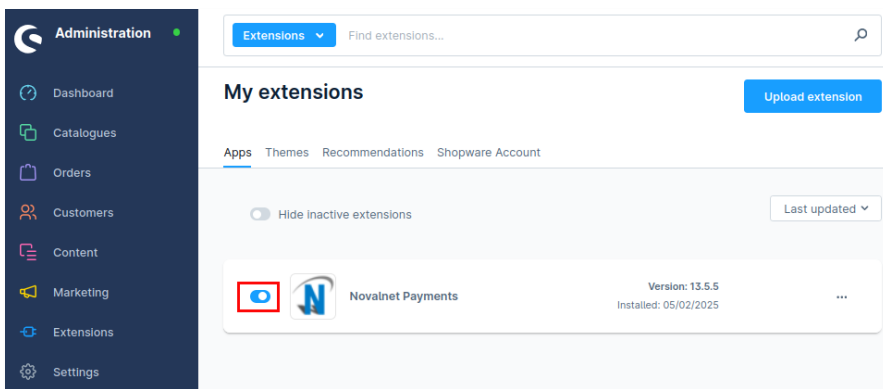 Administration
Dashboard
Catalogues
Orders
Customers
Content
Marketing
Extensions
Settings
Extensions Find extensions...
My extensions
Upload extension
Apps Themes Recommendations Shopware Account
Hide inactive extensions
Last updated
N Novalnet Payments
Version: 13.5.5
Installed: 05/02/2025